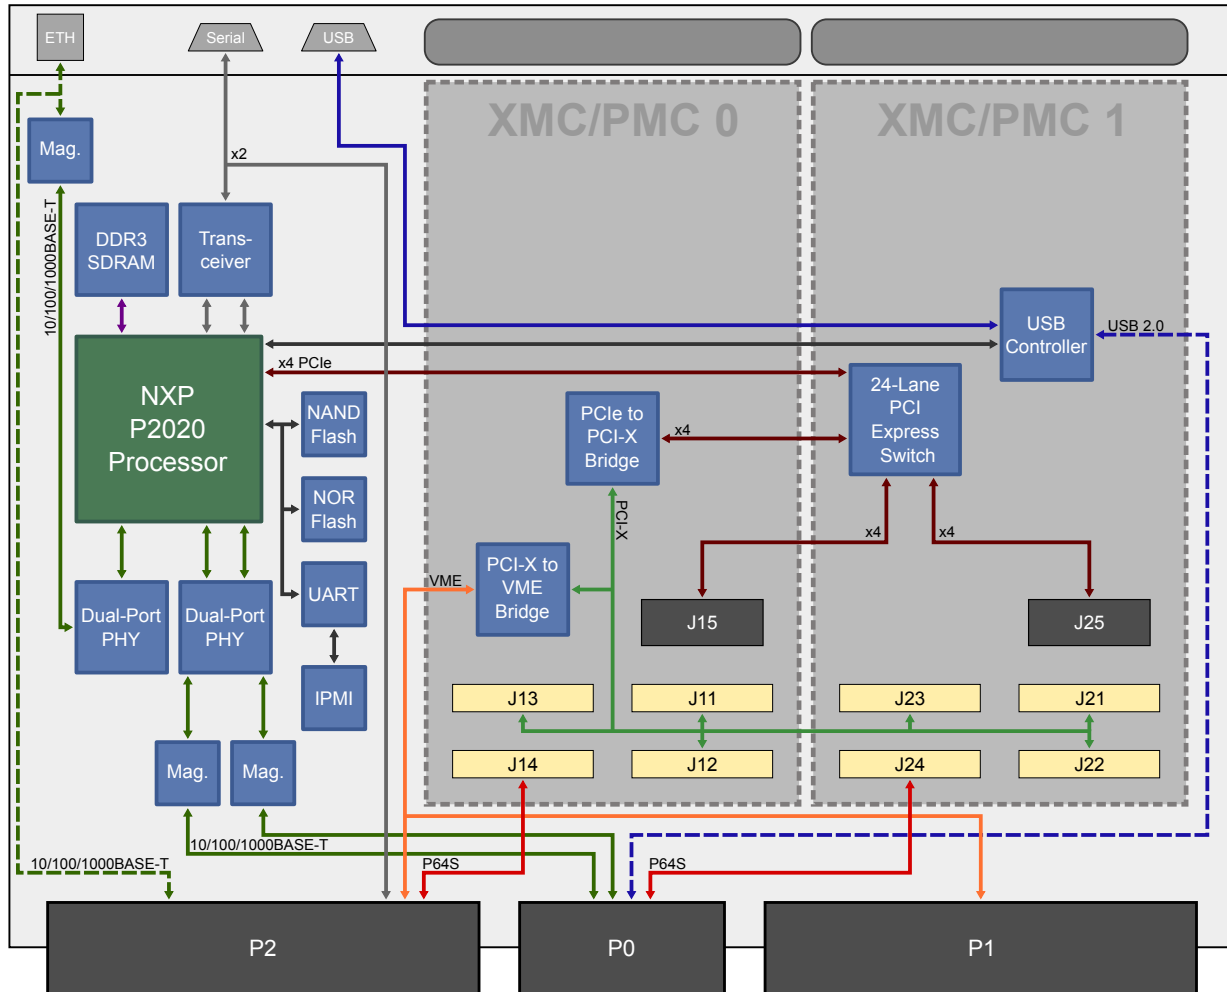 ETH
Serial
USB
XMC/PMC 0
XMC/PMC 1
Mag.
x2
10/100/1000BASE-T
DDR3
SDRAM
Trans-
ceiver
USB
Controller
USB 2.0
x4 PCIe
NXP
P2020
Processor
NAND
Flash
PCIe to
PCI-X
Bridge
x4
24-Lane
PCI
Express
Switch
NOR
Flash
PCI-X
x4
x4
PCI-X to
VME
Bridge
VME
UART
Dual-Port
PHY
Dual-Port
PHY
J15
J25
IPMI
J13
J11
J23
J21
Mag.
Mag.
J14
J12
J24
J22
10/100/1000BASE-T
10/100/1000BASE-T
P64S
P64S
P2
P0
P1